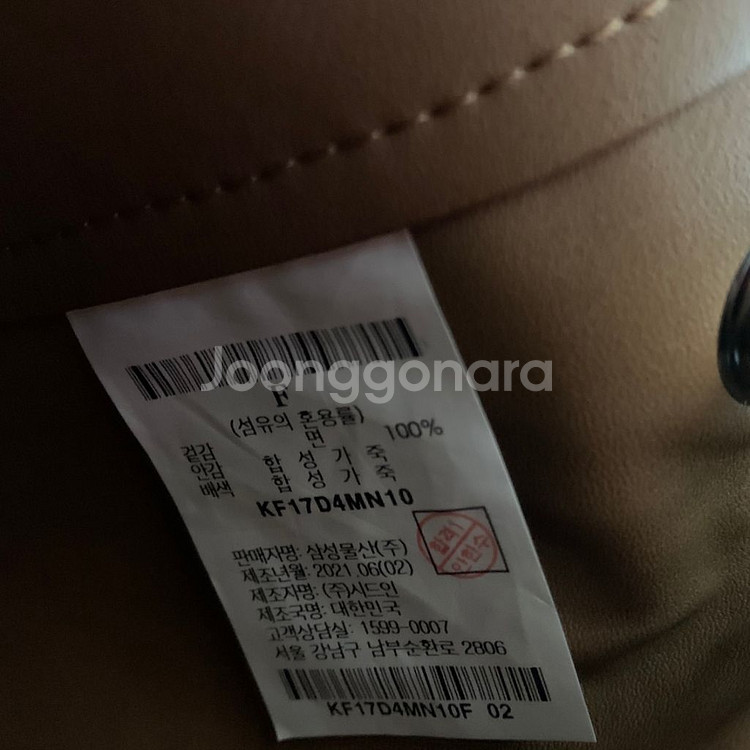 Joonggonara
F
(섬유의 혼용률)
겉감 면 100%
안감 합성가죽
배색 합성가죽
KF17D4MN10
합격!
판매자명: 삼성물산(주)
제조년월: 2021.06(02)
제조자명: (주)시드인
제조국명: 대한민국
고객상담실: 1599-0007
서울 강남구 남부순환로 2806
KF17D4MN10F 02